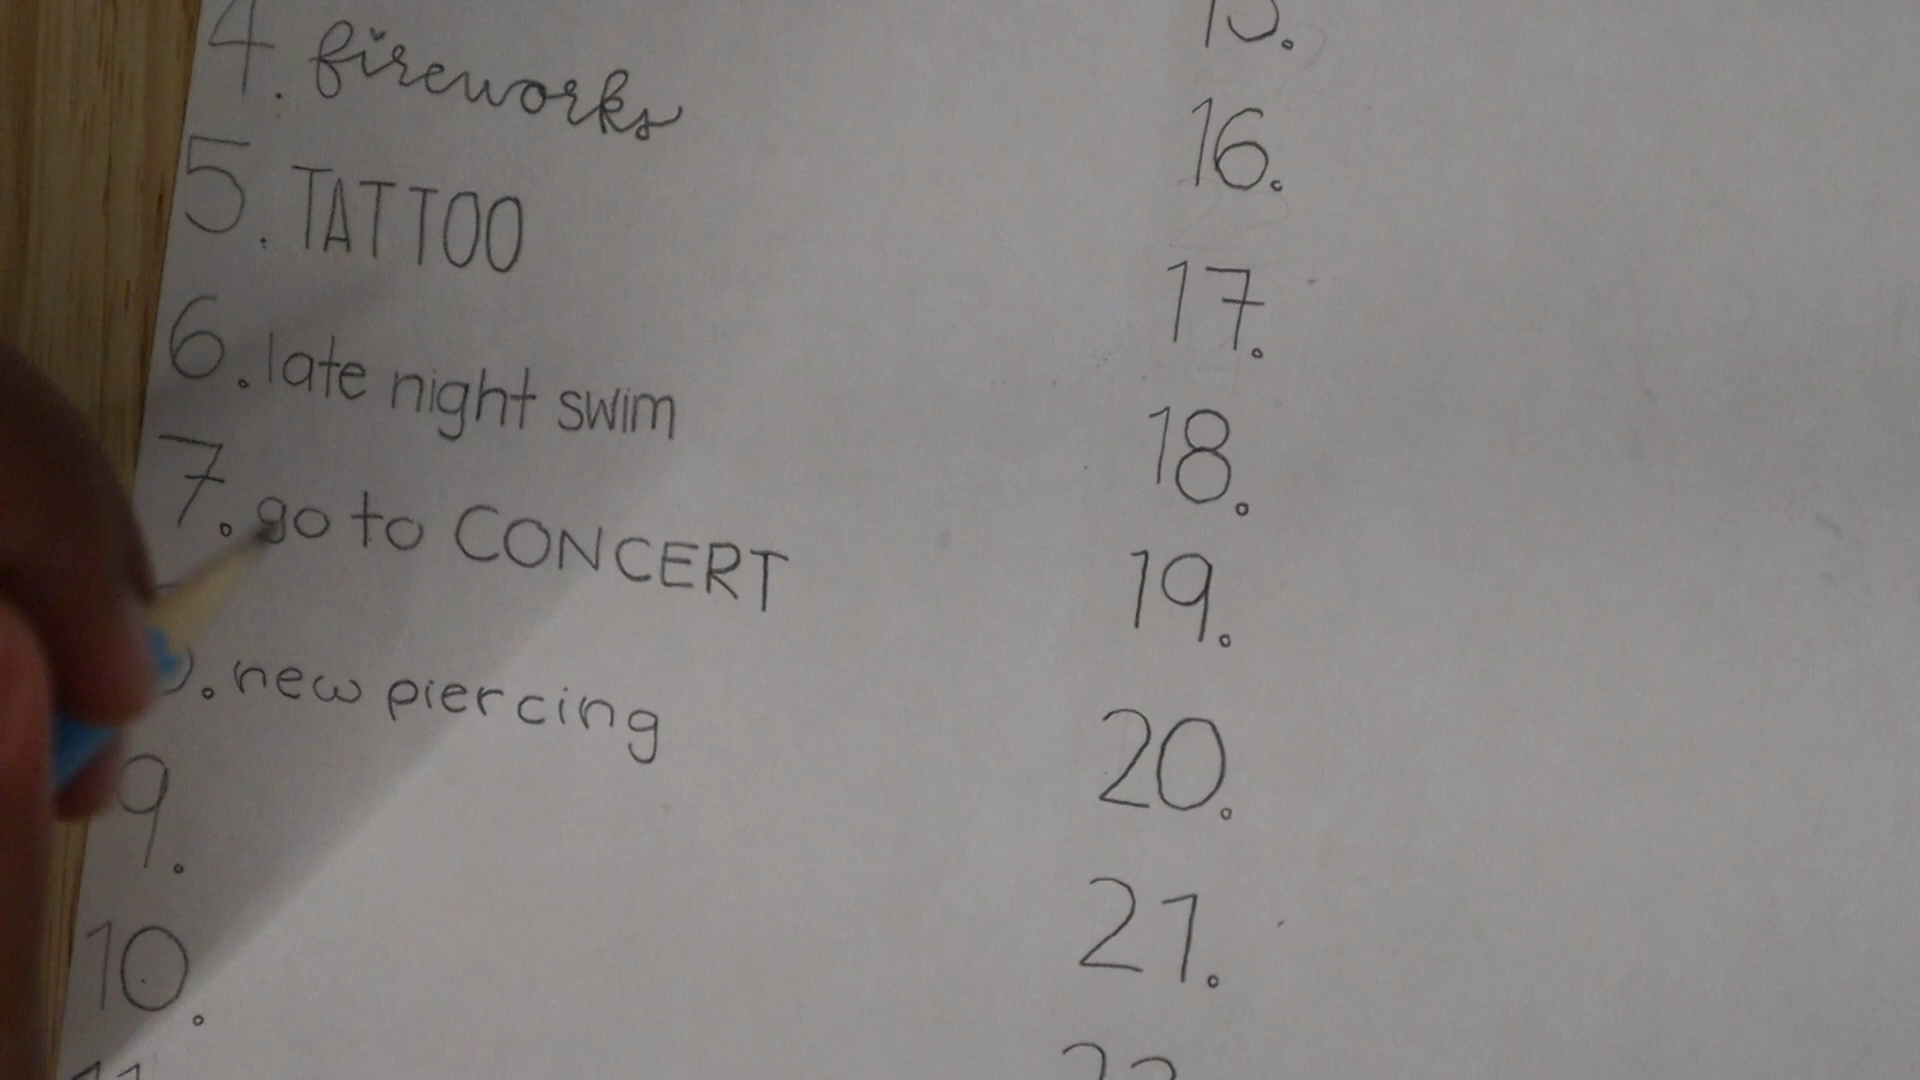 4. fireworks
5. TATTOO
6. late night swim
7. go to CONCERT
. new piercing
9.
10.
16.
17.
18.
19.
20.
21.